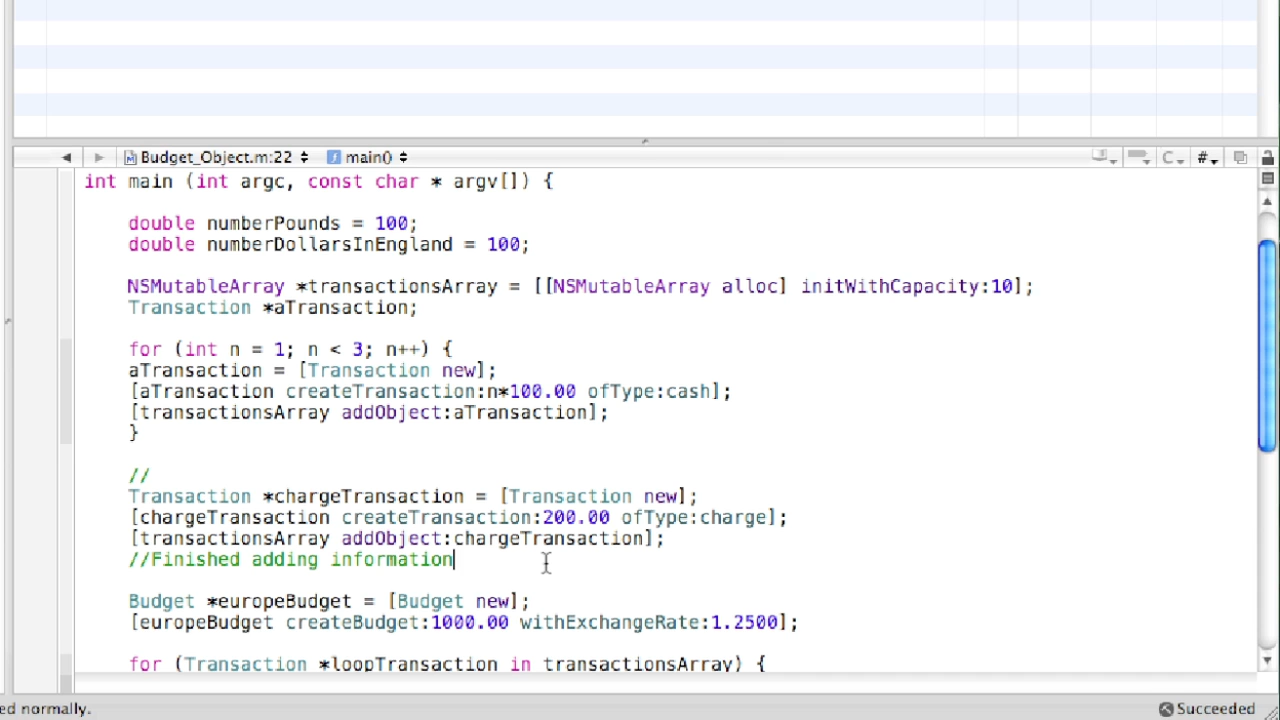 Budget_Object.m:22 main() C #
int main (int argc, const char * argv[]) {
double numberPounds = 100;
double numberDollarsInEngland = 100;
NSMutableArray *transactionsArray = [[NSMutableArray alloc] initWithCapacity:10];
Transaction *aTransaction;
for (int n = 1; n < 3; n++) {
aTransaction = [Transaction new];
[aTransaction createTransaction:n*100.00 ofType:cash];
[transactionsArray addObject:aTransaction];
}
//
Transaction *chargeTransaction = [Transaction new];
[chargeTransaction createTransaction:200.00 ofType:charge];
[transactionsArray addObject:chargeTransaction];
//Finished adding information
Budget *europeBudget = [Budget new];
[europeBudget createBudget:1000.00 withExchangeRate:1.2500];
for (Transaction *loopTransaction in transactionsArray) {
ed normally. Succeeded